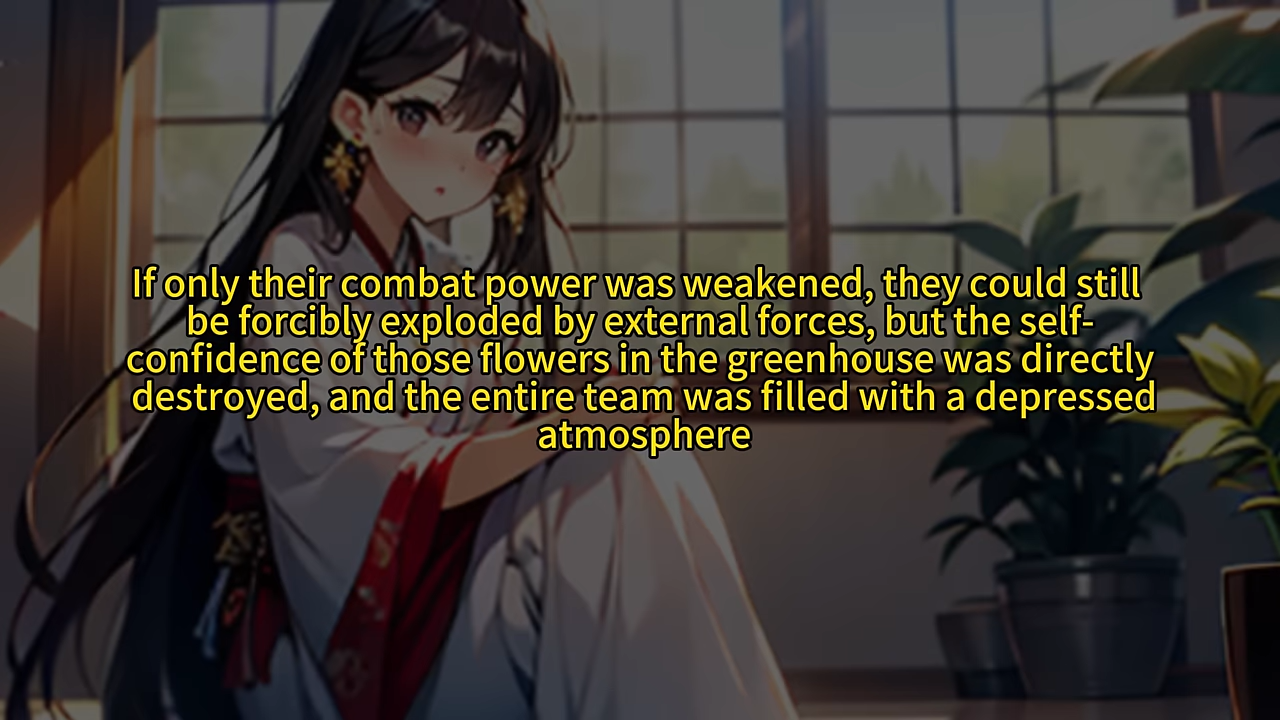 If only their combat power was weakened, they could still
be forcibly exploded by external forces, but the self-
confidence of those flowers in the greenhouse was directly
destroyed, and the entire team was filled with a depressed
atmosphere